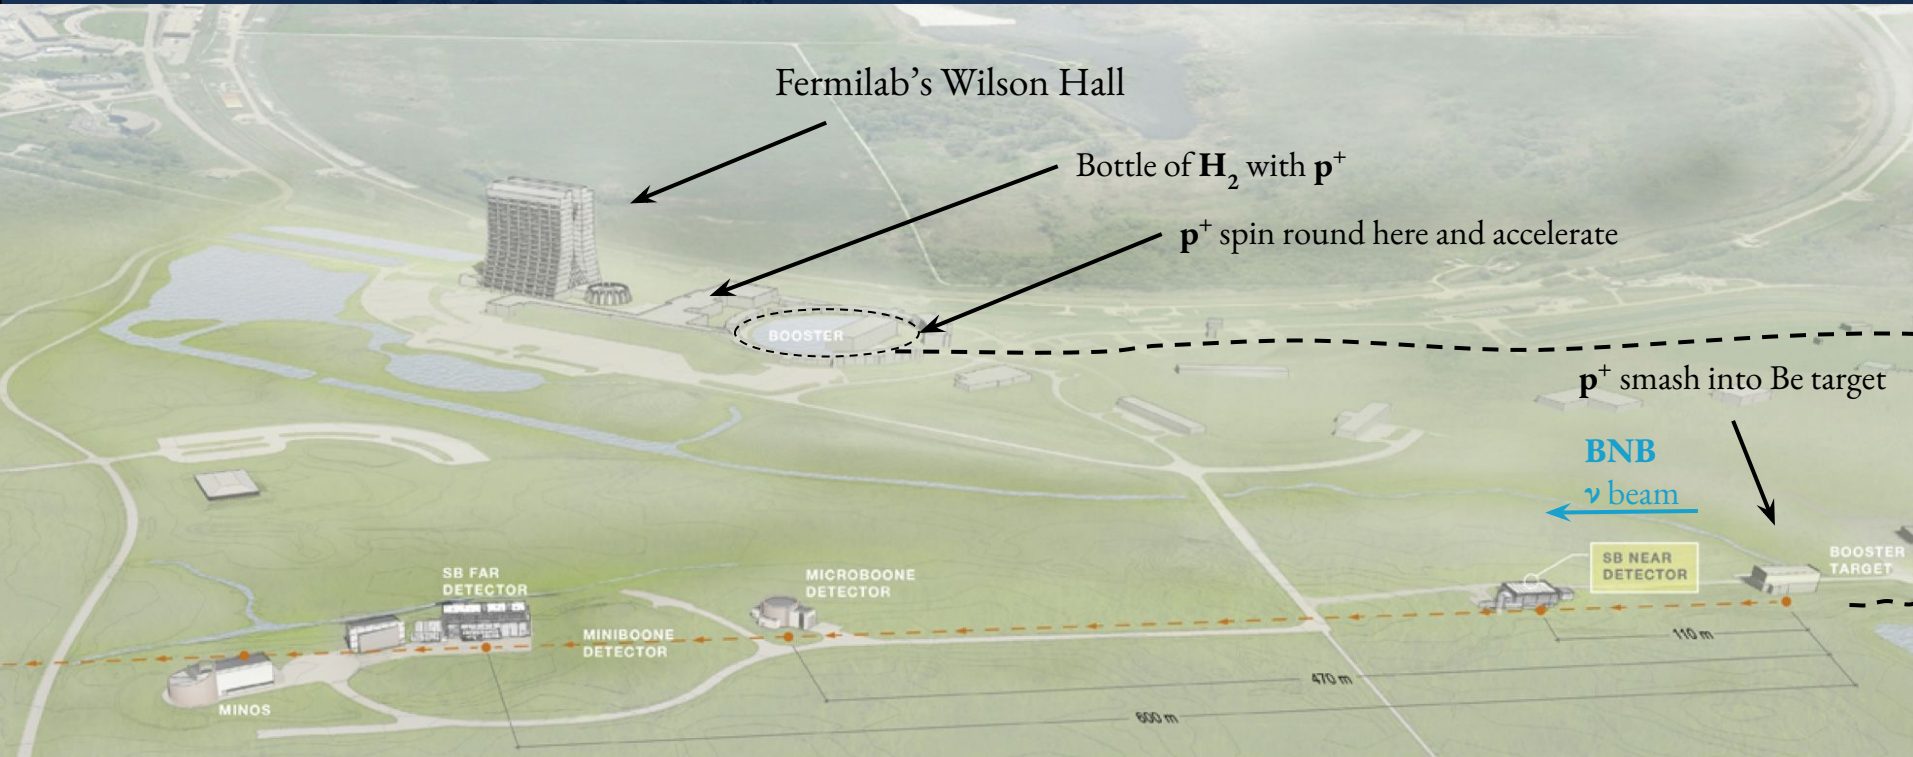 Fermilab's Wilson Hall
Bottle of H₂ with p⁺
p⁺ spin round here and accelerate
BOOSTER
p⁺ smash into Be target
BNB
ν beam
BOOSTER
TARGET
SB NEAR
DETECTOR
MICROBOONE
DETECTOR
SB FAR
DETECTOR
MINIBOONE
DETECTOR
MINOS
110 m
470 m
600 m